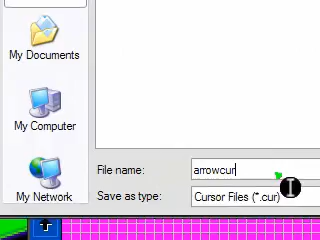 My Documents
My Computer
My Network
File name:
arrowcur
Save as type:
Cursor Files (*.cur)